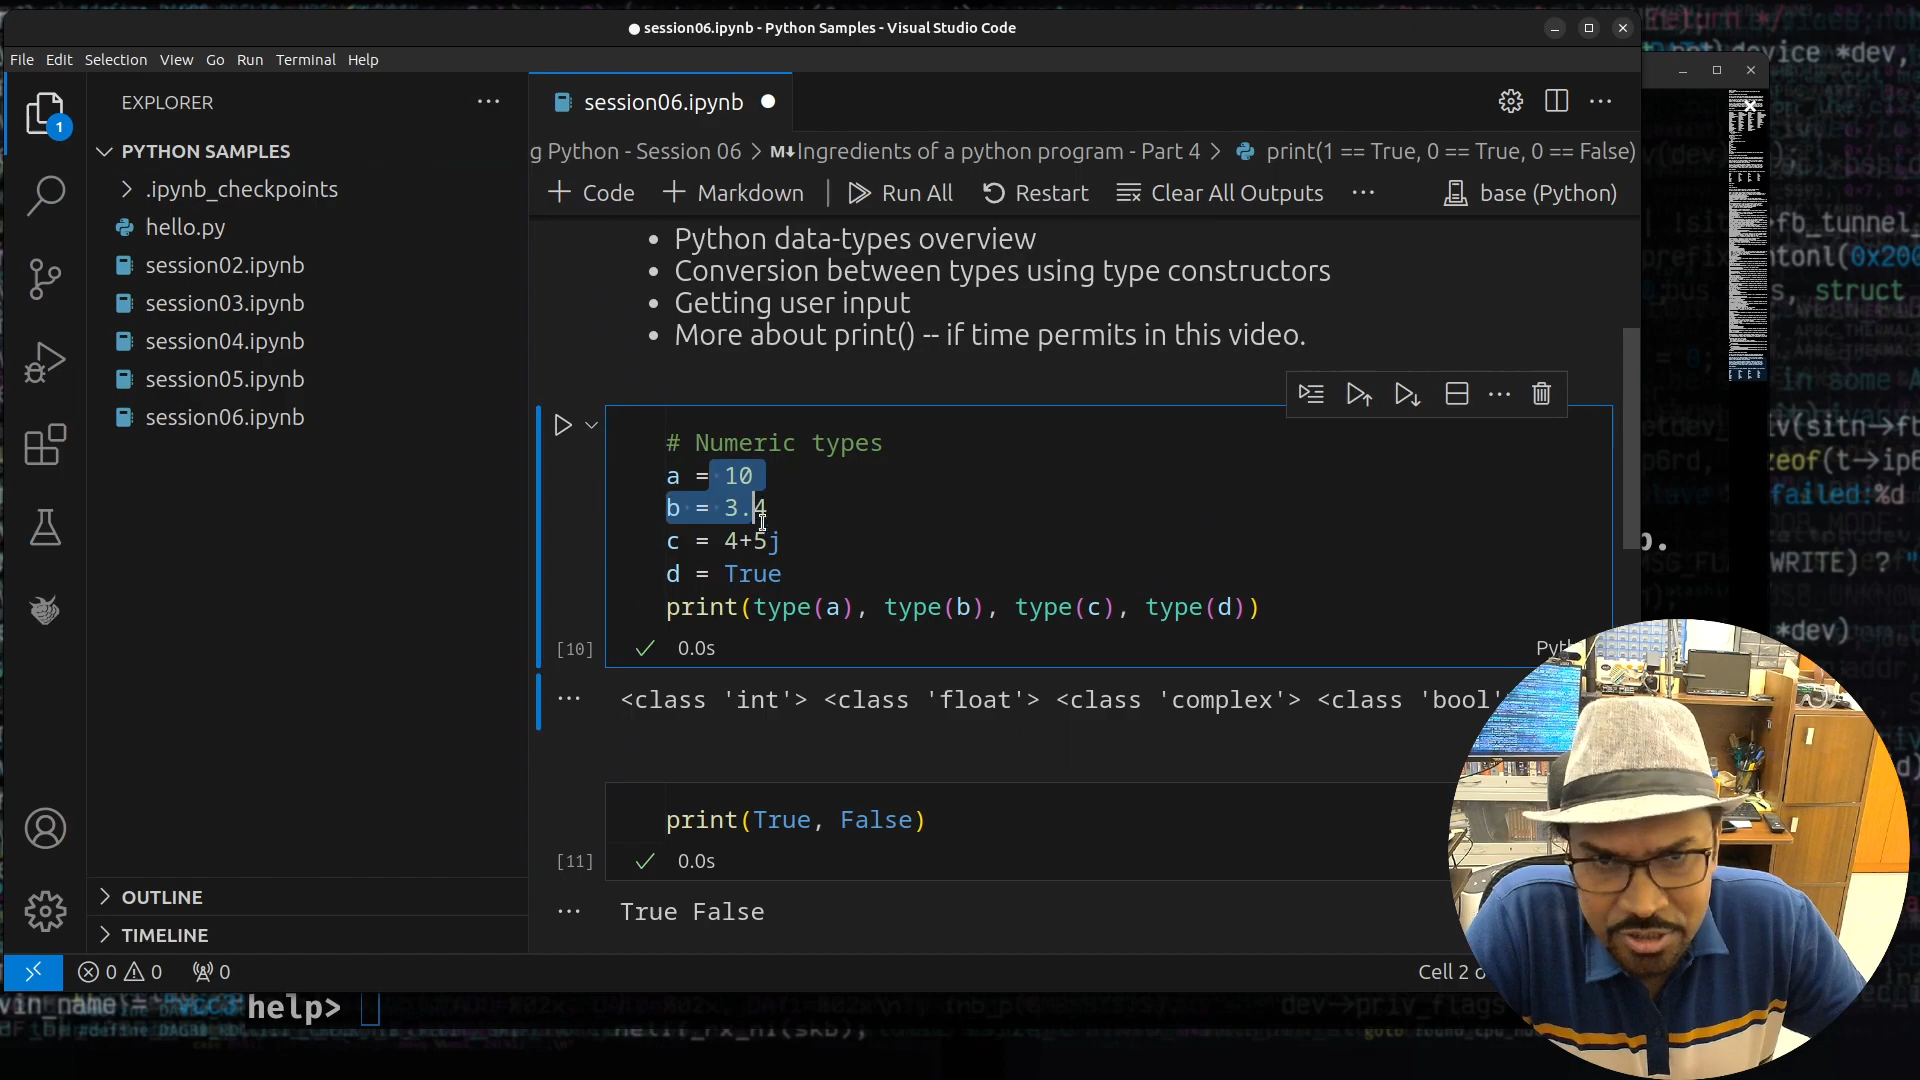 session06.ipynb - Python Samples - Visual Studio Code
File Edit Selection View Go Run Terminal Help
EXPLORER
PYTHON SAMPLES
.ipynb_checkpoints
hello.py
session02.ipynb
session03.ipynb
session04.ipynb
session05.ipynb
session06.ipynb
OUTLINE
TIMELINE
1
session06.ipynb
g Python - Session 06 > M↓Ingredients of a python program - Part 4 > print(1 == True, 0 == True, 0 == False)
+ Code + Markdown | Run All Restart Clear All Outputs ... base (Python)
• Python data-types overview
• Conversion between types using type constructors
• Getting user input
• More about print() -- if time permits in this video.
# Numeric types
a = 10
b = 3.4
c = 4+5j
d = True
print(type(a), type(b), type(c), type(d))
[10] 0.0s
<class 'int'> <class 'float'> <class 'complex'> <class 'bool'
print(True, False)
[11] 0.0s
True False
0 0 0
Cell 2 o
help>